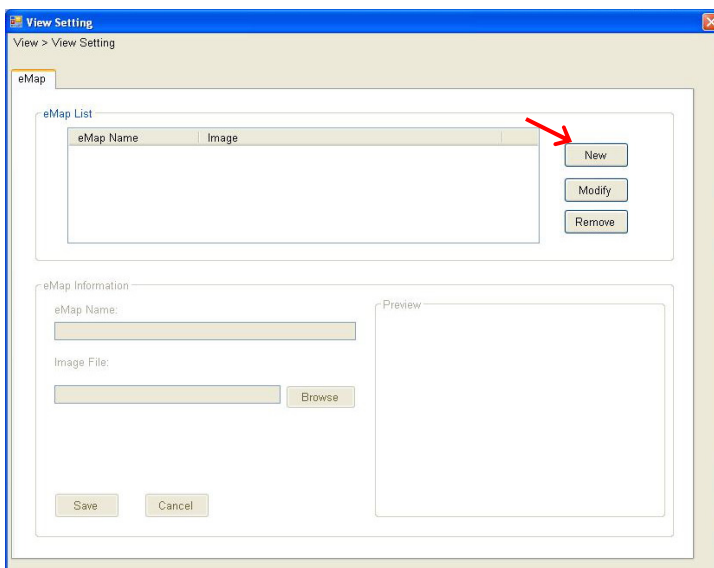 View Setting
View > View Setting
eMap
eMap List
eMap Name Image
New
Modify
Remove
eMap Information
eMap Name:
Image File:
Browse
Save Cancel
Preview